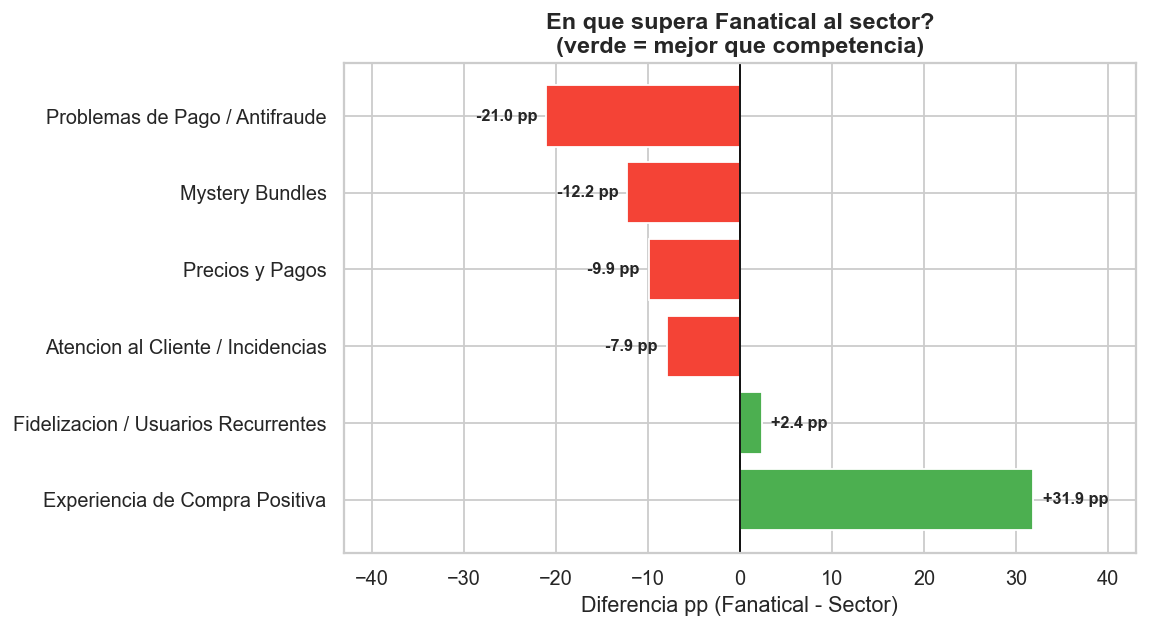 En que supera Fanatical al sector?
(verde = mejor que competencia)
Problemas de Pago / Antifraude
-21.0 pp
Mystery Bundles
-12.2 pp
Precios y Pagos
-9.9 pp
Atencion al Cliente / Incidencias
-7.9 pp
Fidelizacion / Usuarios Recurrentes
+2.4 pp
Experiencia de Compra Positiva
+31.9 pp
−40 −30 −20 −10 0 10 20 30 40
Diferencia pp (Fanatical - Sector)